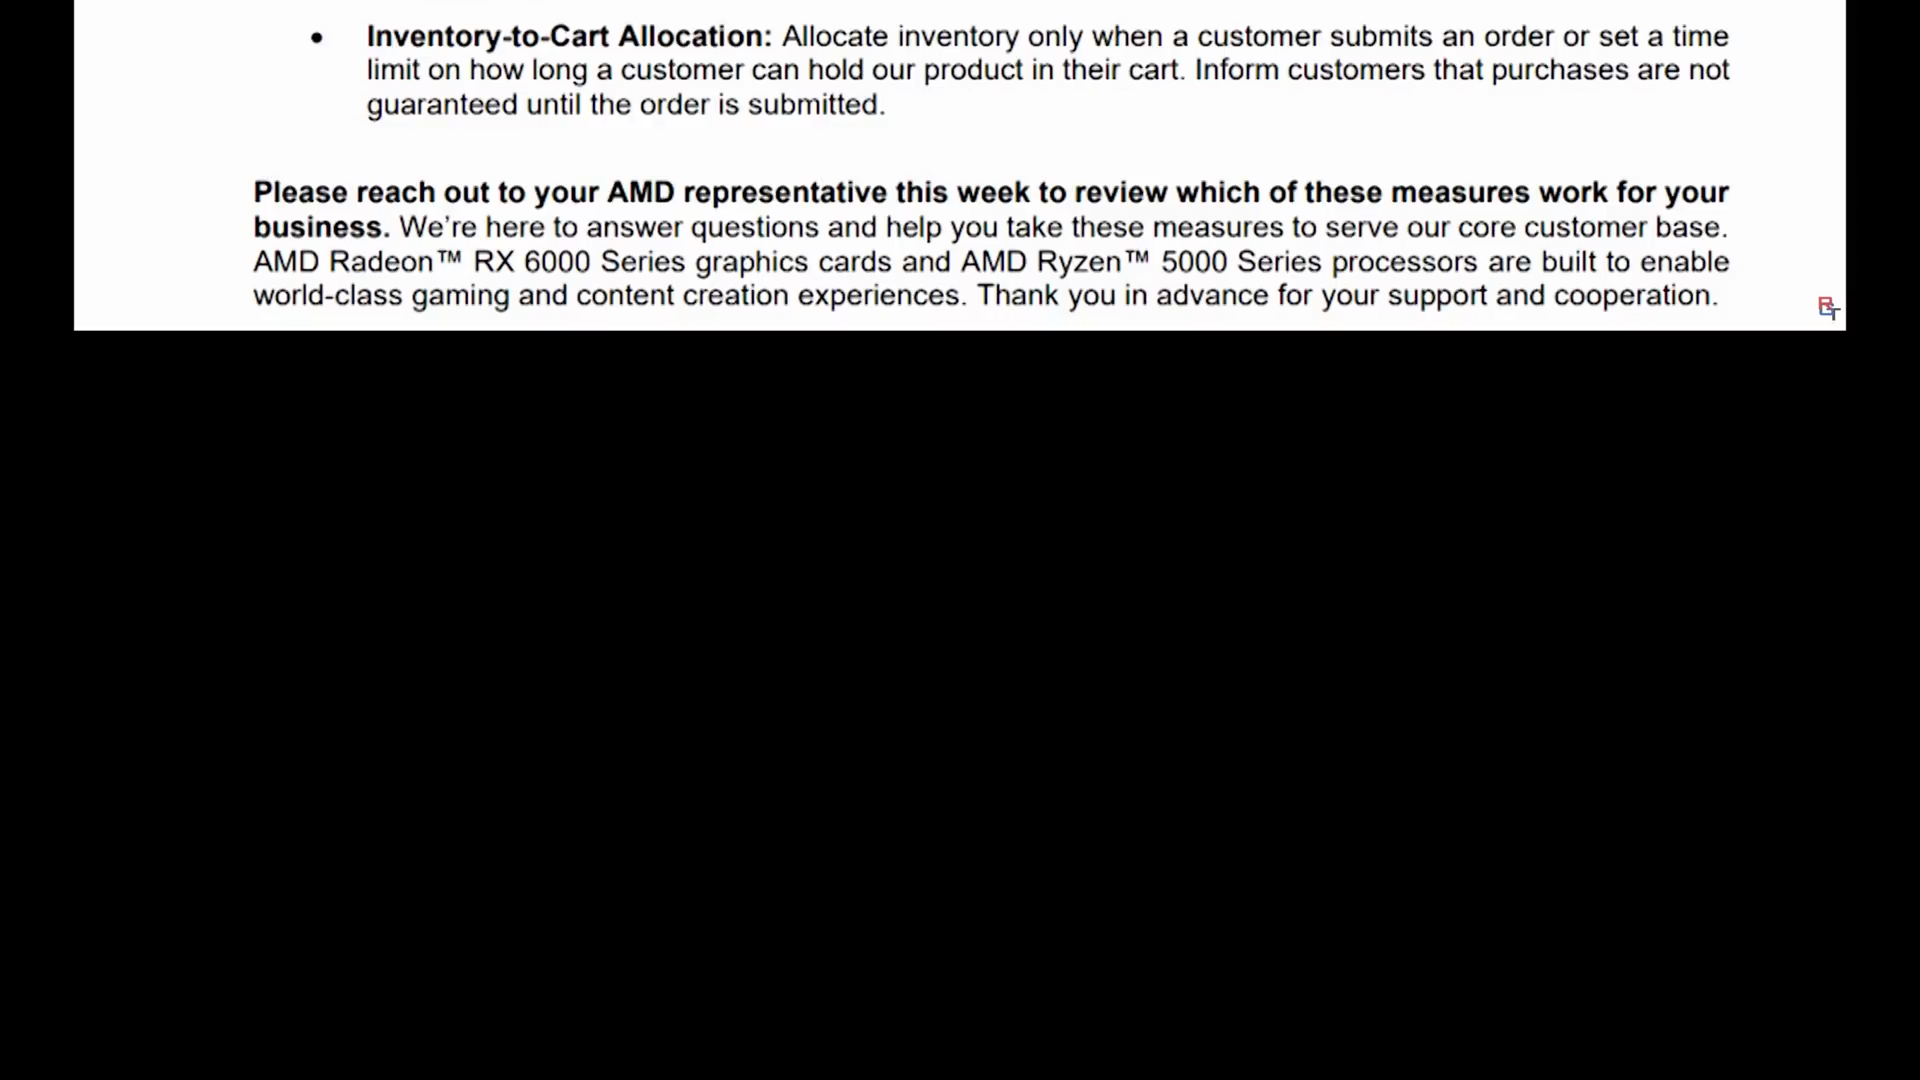 • Inventory-to-Cart Allocation: Allocate inventory only when a customer submits an order or set a time
limit on how long a customer can hold our product in their cart. Inform customers that purchases are not
guaranteed until the order is submitted.
Please reach out to your AMD representative this week to review which of these measures work for your
business. We’re here to answer questions and help you take these measures to serve our core customer base.
AMD Radeon™ RX 6000 Series graphics cards and AMD Ryzen™ 5000 Series processors are built to enable
world-class gaming and content creation experiences. Thank you in advance for your support and cooperation.